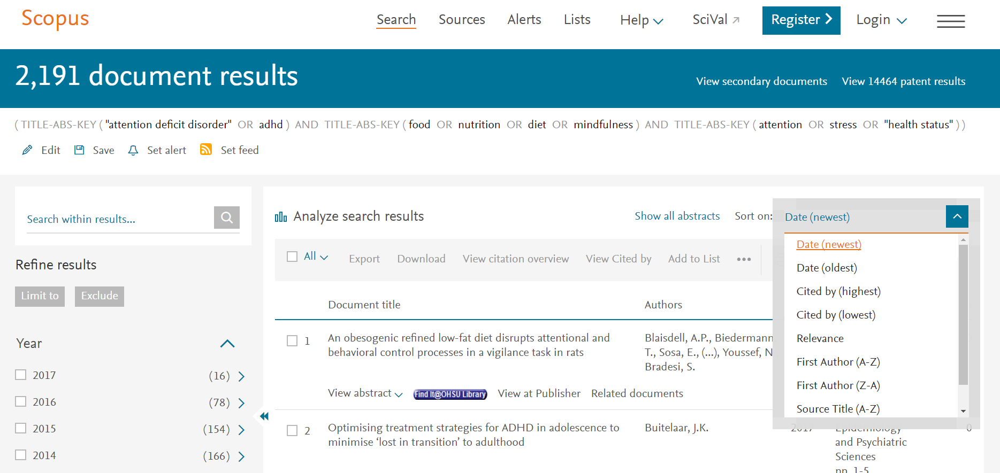 Scopus
Search Sources Alerts Lists Help SciVal Register Login
2,191 document results
View secondary documents View 14464 patent results
( TITLE-ABS-KEY ( "attention deficit disorder" OR adhd ) AND TITLE-ABS-KEY ( food OR nutrition OR diet OR mindfulness ) AND TITLE-ABS-KEY ( attention OR stress OR "health status" ) )
Edit Save Set alert Set feed
Search within results...
Refine results
Limit to Exclude
Year
2017 (16)
2016 (78)
2015 (154)
2014 (166)
Analyze search results
Show all abstracts Sort on: Date (newest)
Date (newest)
Date (oldest)
Cited by (highest)
Cited by (lowest)
Relevance
First Author (A-Z)
First Author (Z-A)
Source Title (A-Z)
All Export Download View citation overview View Cited by Add to List •••
Document title Authors
1 An obesogenic refined low-fat diet disrupts attentional and
behavioral control processes in a vigilance task in rats
Blaisdell, A.P., Biedermann
T., Sosa, E., (...), Youssef, N
Bradesi, S.
View abstract Find It@OHSU Library View at Publisher Related documents
2 Optimising treatment strategies for ADHD in adolescence to
minimise ‘lost in transition’ to adulthood
Buitelaar, J.K.
2017
Epidemiology
and Psychiatric
Sciences
pp. 1-5
0